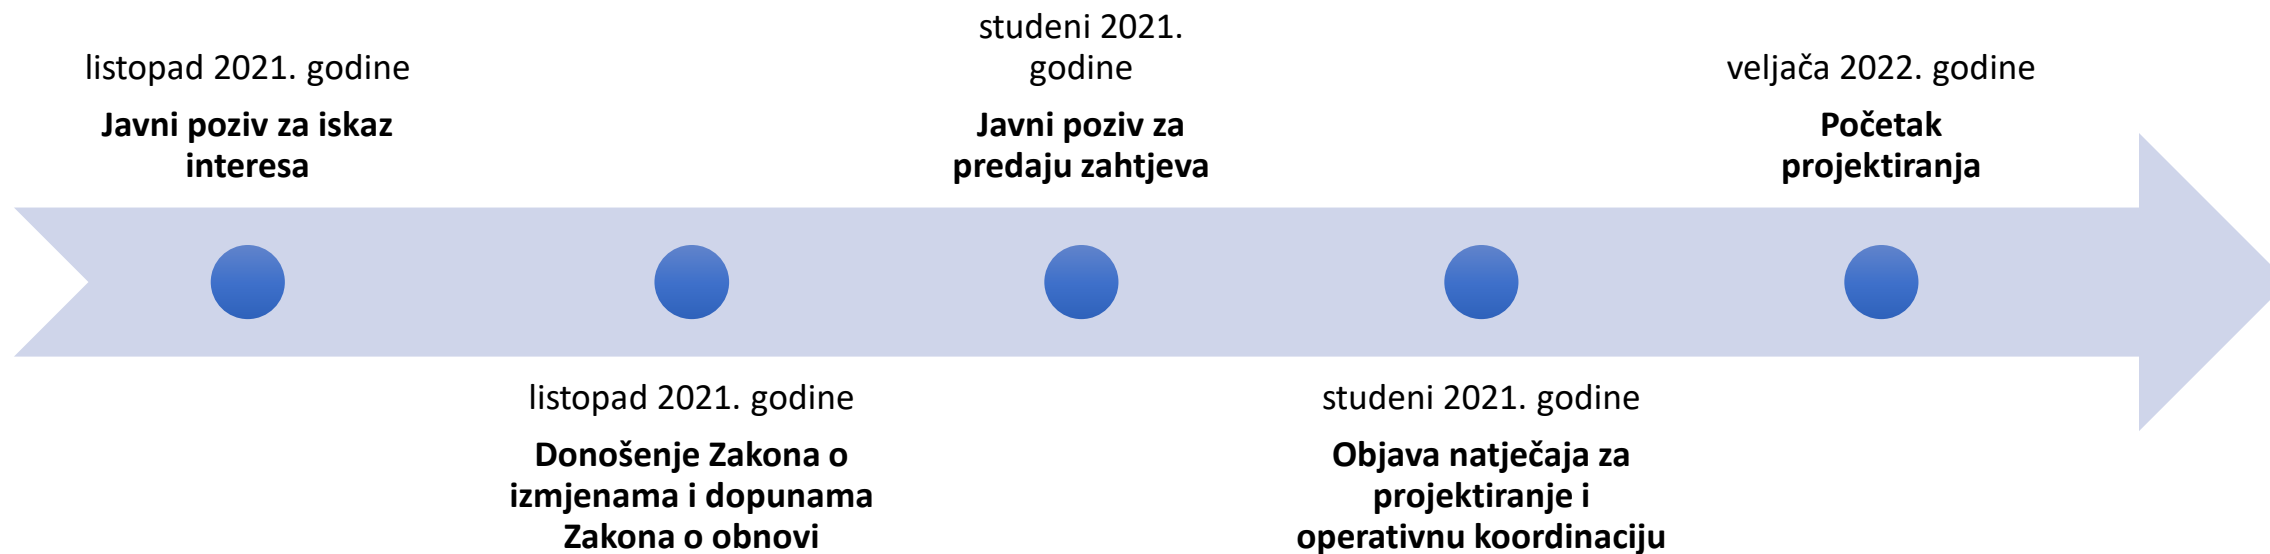 listopad 2021. godine
Javni poziv za iskaz
interesa
listopad 2021. godine
Donošenje Zakona o
izmjenama i dopunama
Zakona o obnovi
studeni 2021.
godine
Javni poziv za
predaju zahtjeva
studeni 2021. godine
Objava natječaja za
projektiranje i
operativnu koordinaciju
veljača 2022. godine
Početak
projektiranja